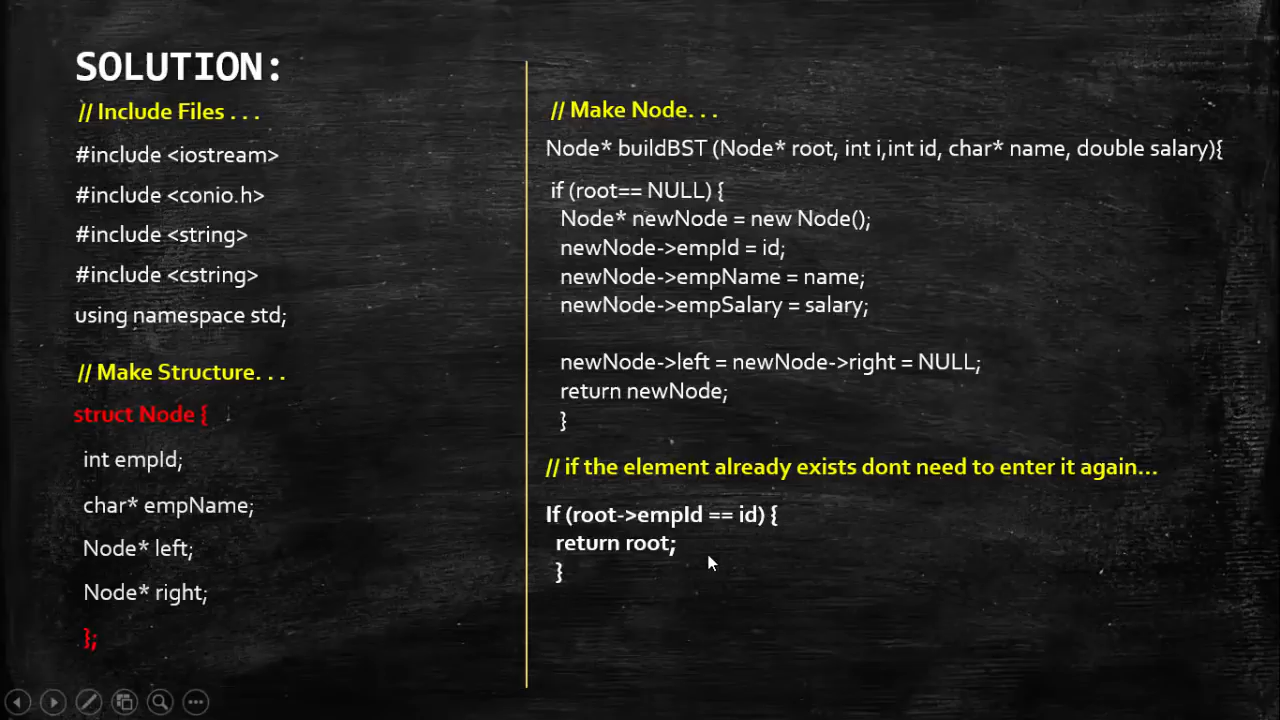 SOLUTION:
// Include Files . . .
#include <iostream>
#include <conio.h>
#include <string>
#include <cstring>
using namespace std;
// Make Structure. . .
struct Node {
int empId;
char* empName;
Node* left;
Node* right;
};
// Make Node. . .
Node* buildBST (Node* root, int i,int id, char* name, double salary){
if (root== NULL) {
Node* newNode = new Node();
newNode->empId = id;
newNode->empName = name;
newNode->empSalary = salary;
newNode->left = newNode->right = NULL;
return newNode;
}
// if the element already exists dont need to enter it again...
If (root->empId == id) {
return root;
}